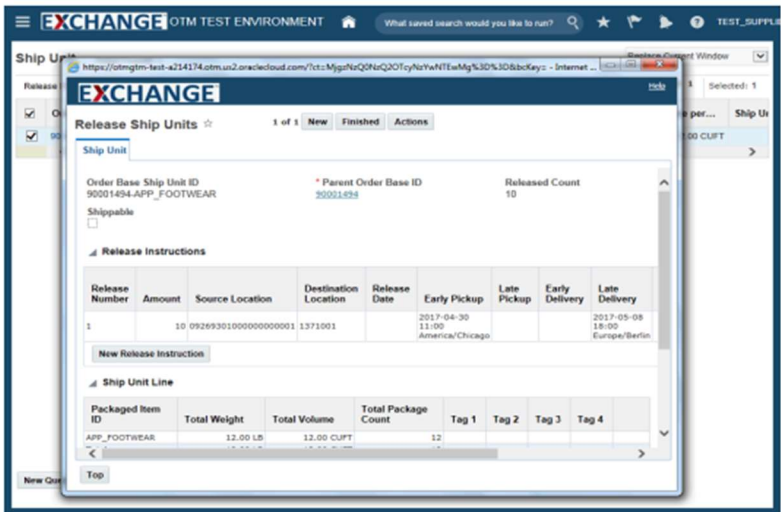 EXCHANGE OTM TEST ENVIRONMENT What saved search would you like to run? TEST_SUPPLI
Ship Unit Replace Current Window
https://otmgtm-test-a214174.otm.us2.oraclecloud.com/?ct=MjgzNzQ0NzQ2OTcyNzYwNTEwMg%3D%3D&bcKey= - Internet ...
Release 1 Selected: 1
EXCHANGE Help
Release Ship Units 1 of 1 New Finished Actions
Ship Unit
Order Base Ship Unit ID * Parent Order Base ID Released Count
90001494-APP_FOOTWEAR 90001494 10
Shippable
Release Instructions
Release Number Amount Source Location Destination Location Release Date Early Pickup Late Pickup Early Delivery Late Delivery
1 10 09269301000000000001 1371001 2017-04-30 11:00 America/Chicago 2017-05-08 18:00 Europe/Berlin
New Release Instruction
Ship Unit Line
Packaged Item ID Total Weight Total Volume Total Package Count Tag 1 Tag 2 Tag 3 Tag 4
APP_FOOTWEAR 12.00 LB 12.00 CUFT 12
Top
New Que
e per... Ship Un
.00 CUFT